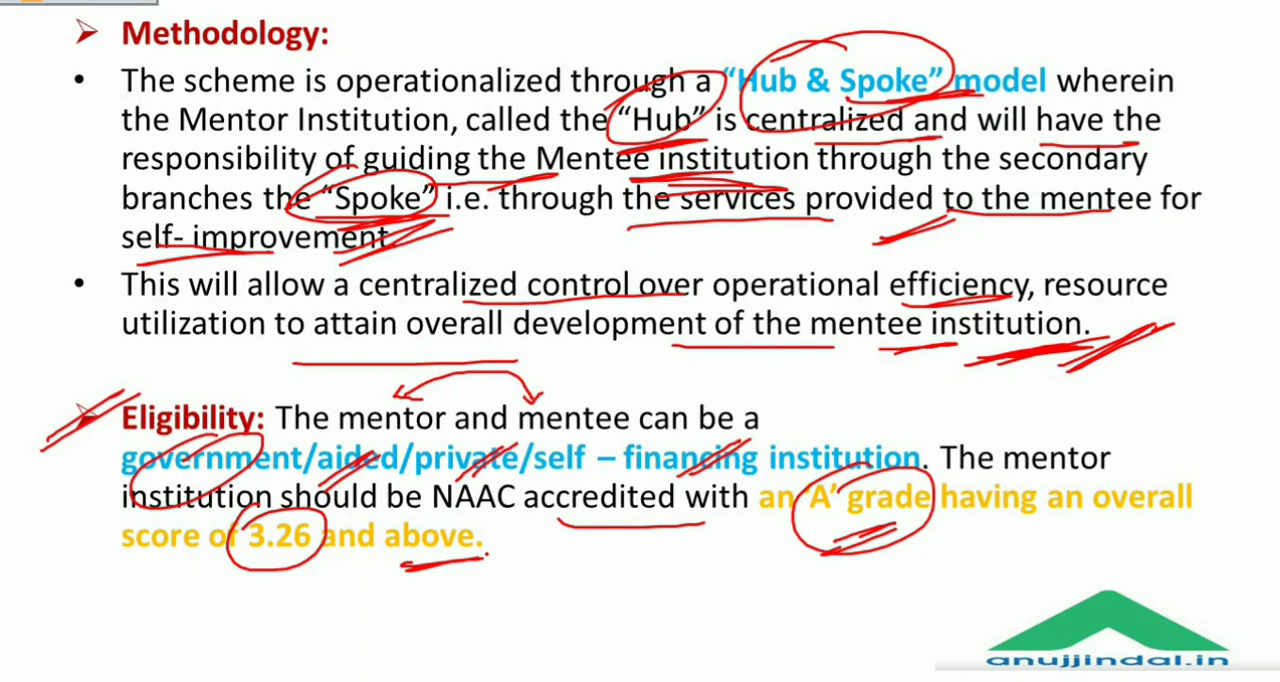 Methodology:
• The scheme is operationalized through a “Hub & Spoke” model wherein
the Mentor Institution, called the “Hub” is centralized and will have the
responsibility of guiding the Mentee institution through the secondary
branches the “Spoke” i.e. through the services provided to the mentee for
self- improvement.
• This will allow a centralized control over operational efficiency, resource
utilization to attain overall development of the mentee institution.
Eligibility: The mentor and mentee can be a
government/aided/private/self – financing institution. The mentor
institution should be NAAC accredited with an ‘A’ grade having an overall
score of 3.26 and above.
anujjindal.in